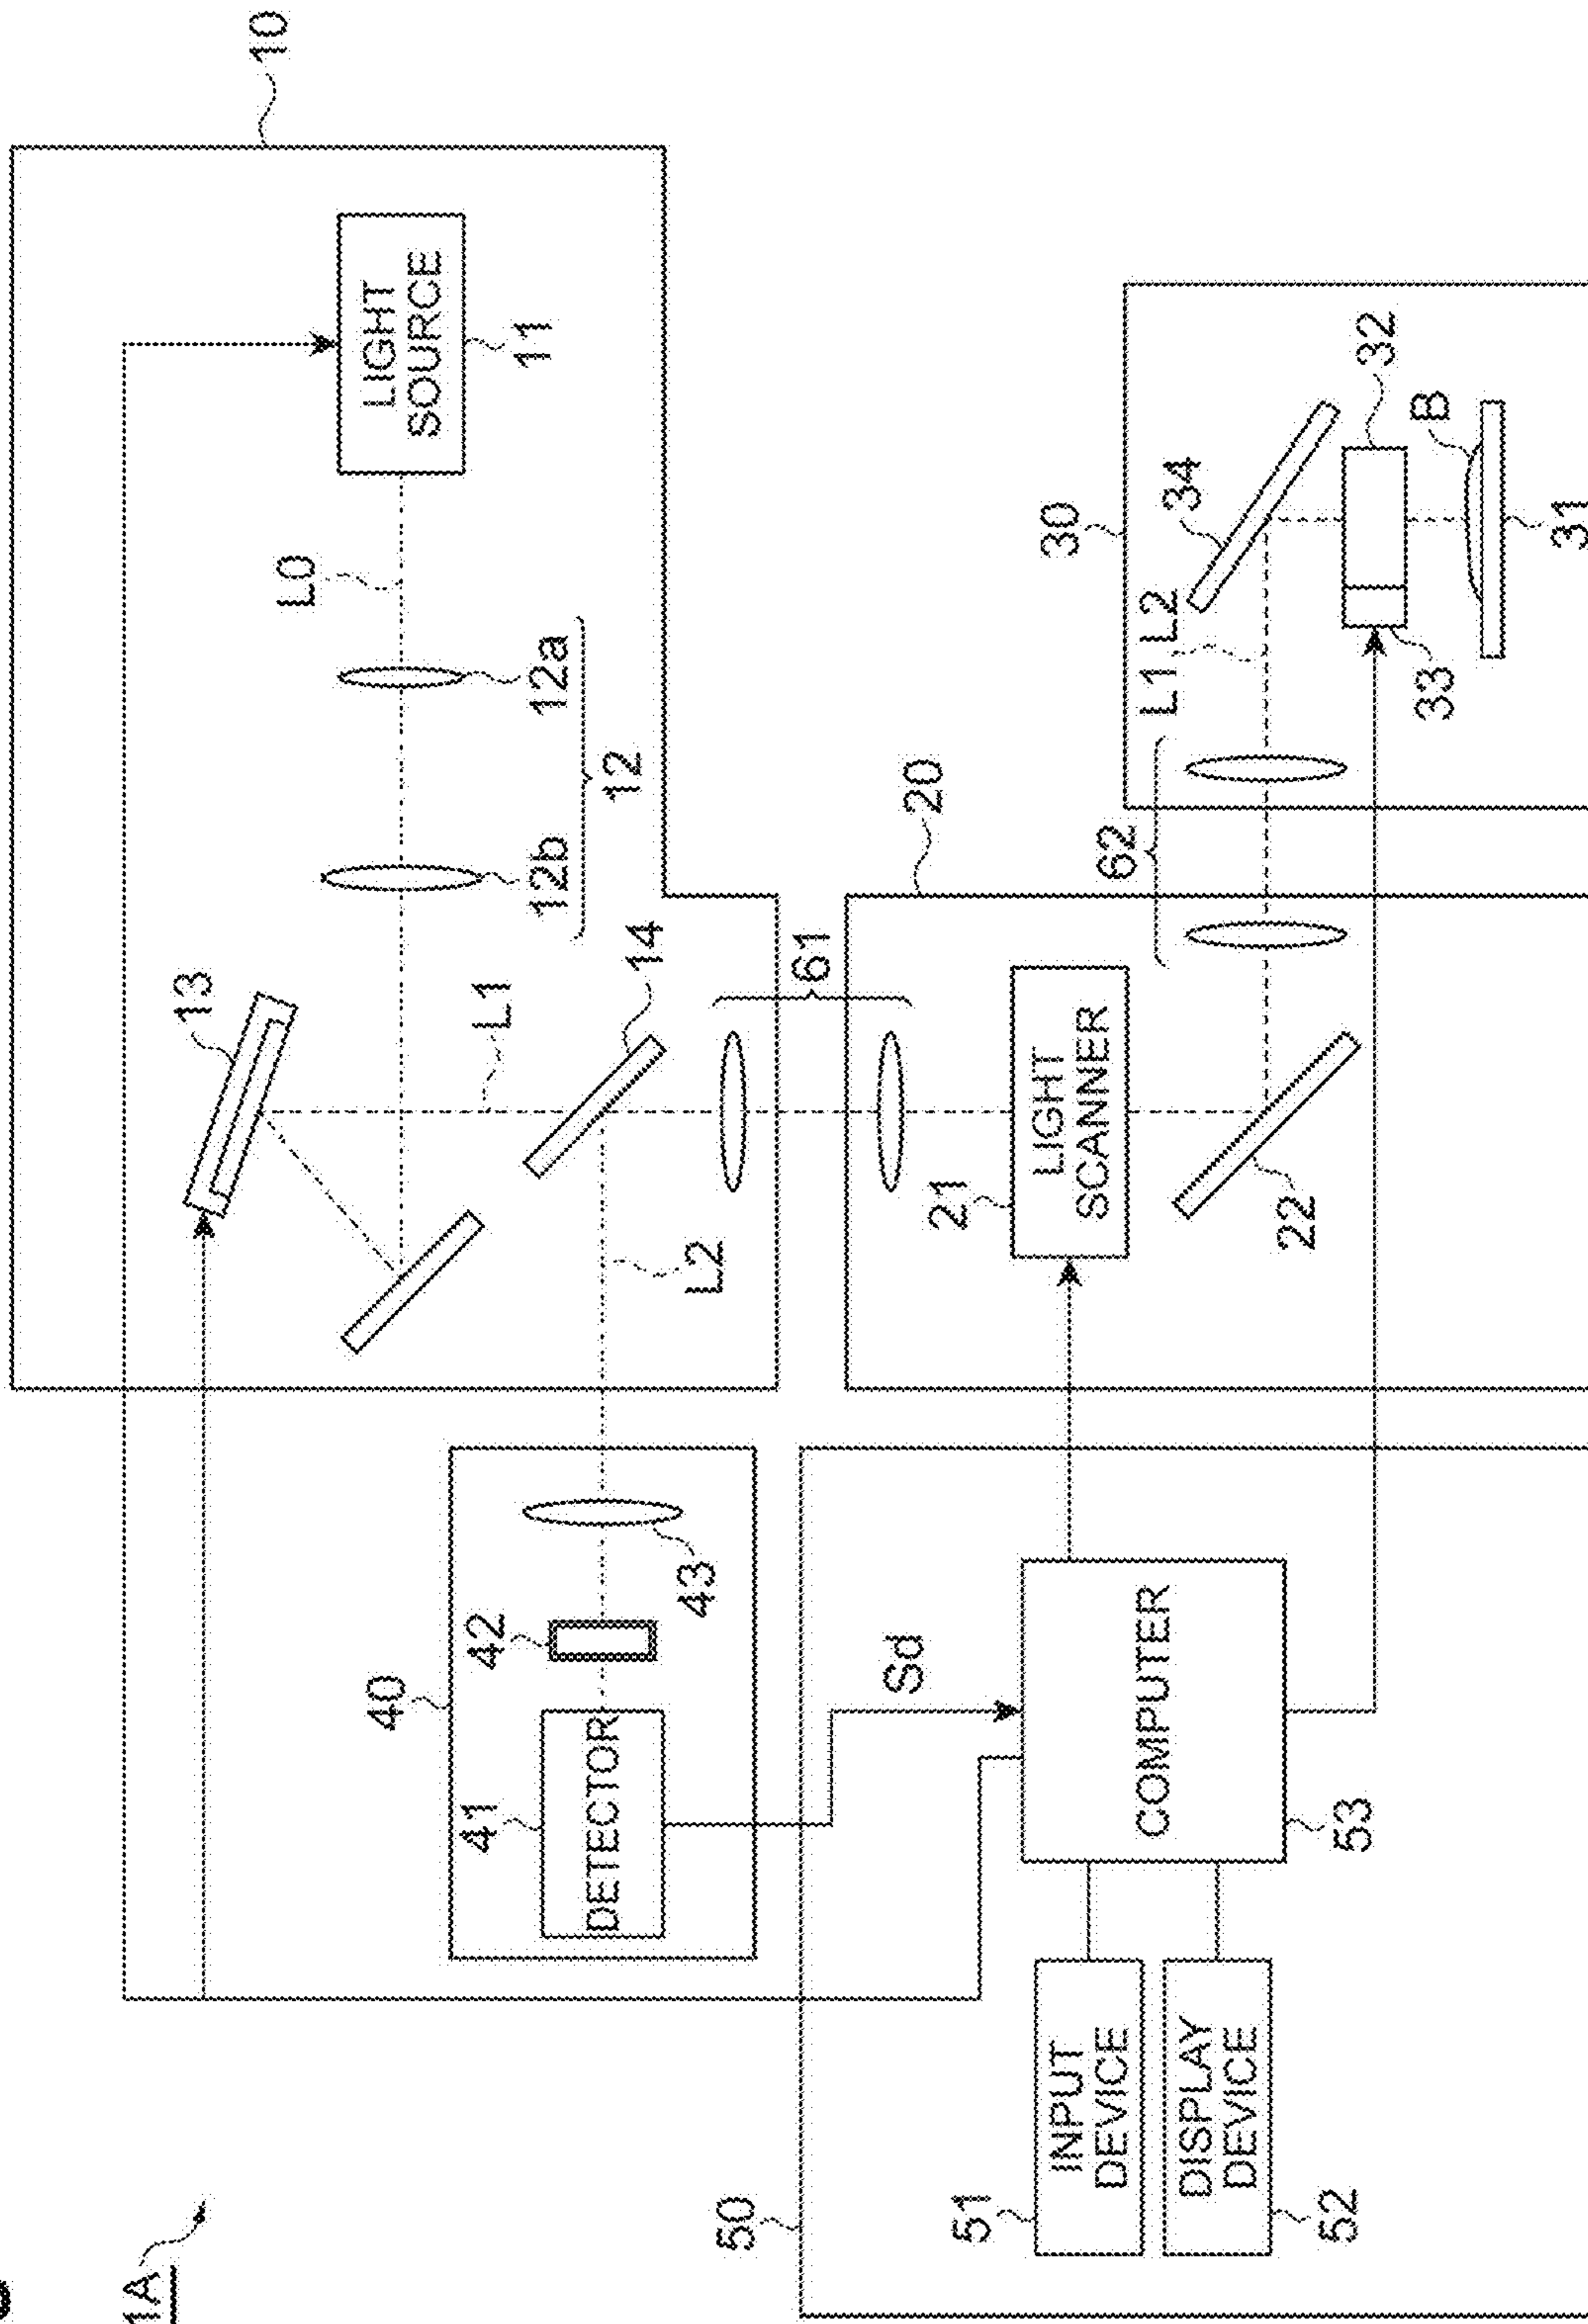 1A
13
10
L0
LIGHT
SOURCE
40
41
42
L1
11
12b
12a
DETECTOR
12
14
43
L2
50
61
Sd
20
21
51
LIGHT
SCANNER
30
INPUT
DEVICE
62
COMPUTER
L1 L2
34
DISPLAY
DEVICE
22
52
53
32
B
33
31